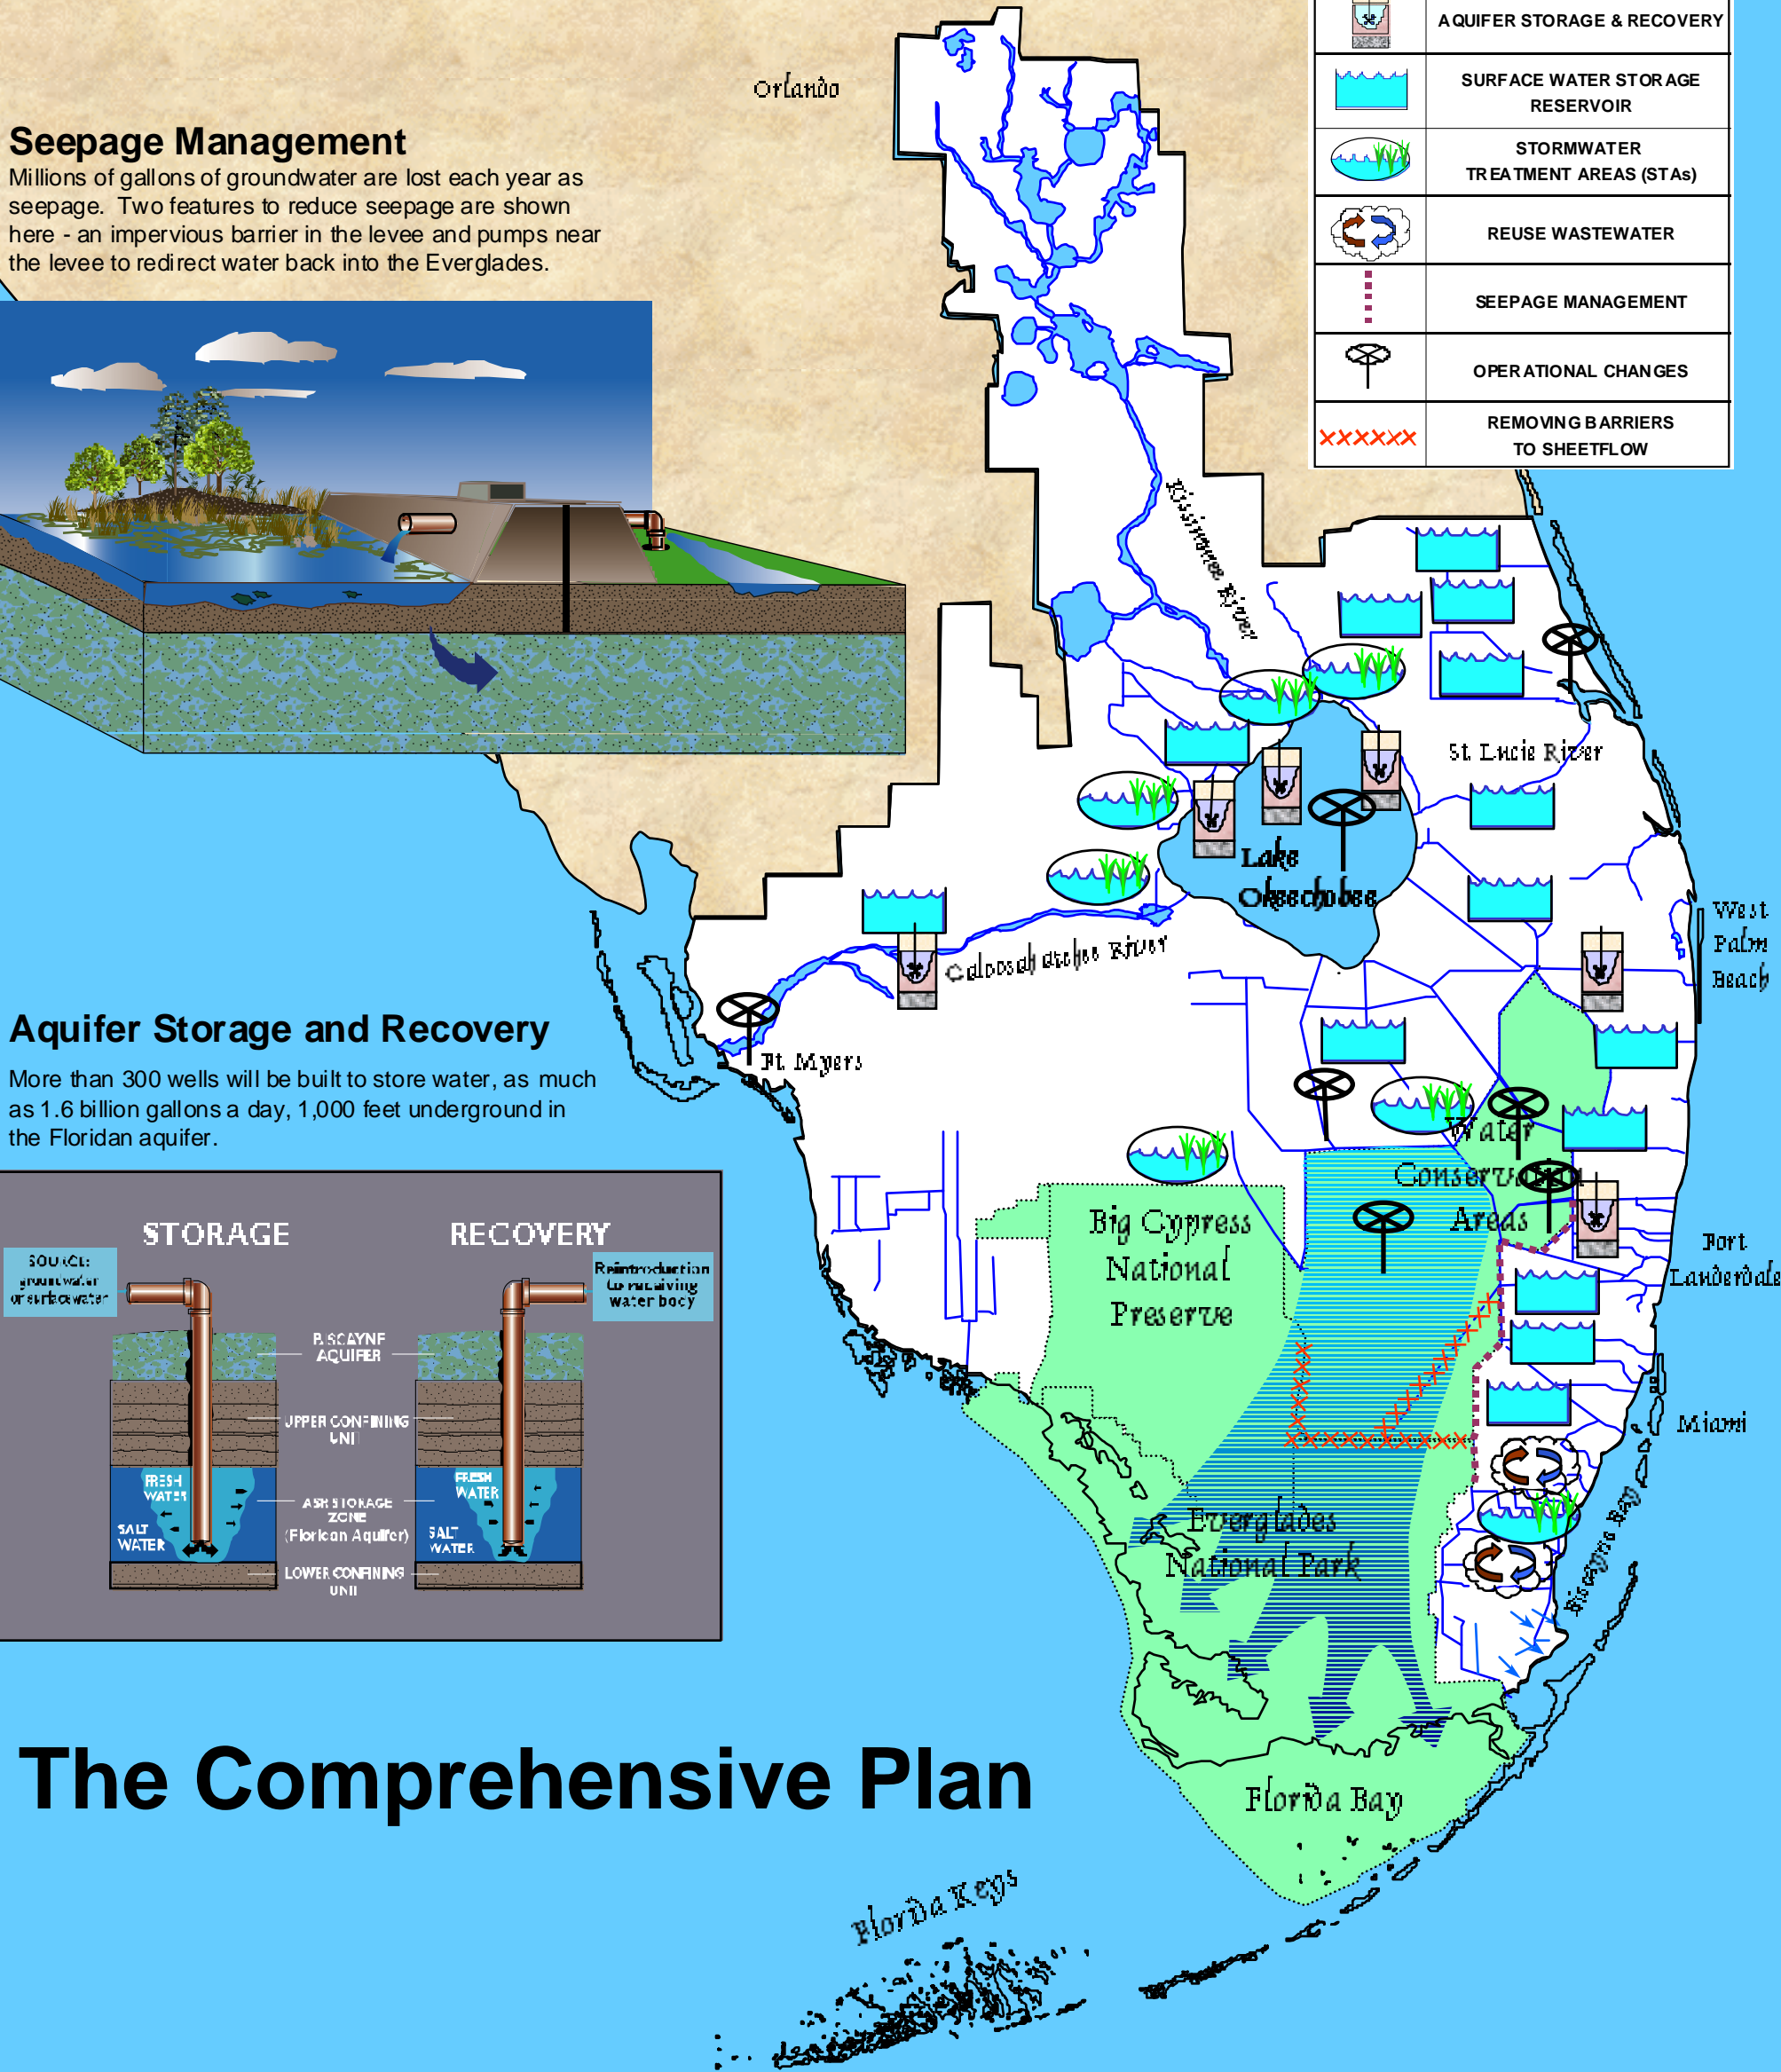 Orlando
Seepage Management
Millions of gallons of groundwater are lost each year as
seepage. Two features to reduce seepage are shown
here - an impervious barrier in the levee and pumps near
the levee to redirect water back into the Everglades.
AQUIFER STORAGE & RECOVERY
SURFACE WATER STORAGE
RESERVOIR
STORMWATER
TREATMENT AREAS (STAs)
REUSE WASTEWATER
SEEPAGE MANAGEMENT
OPERATIONAL CHANGES
REMOVING BARRIERS
TO SHEETFLOW
Kissimmee River
St. Lucie River
Lake
Okeechobee
West
Palm
Beach
Caloosahatchee River
Ft. Myers
Aquifer Storage and Recovery
More than 300 wells will be built to store water, as much
as 1.6 billion gallons a day, 1,000 feet underground in
the Floridan aquifer.
Water
Conservation
Areas
Big Cypress
National
Preserve
Fort
Lauderdale
Miami
STORAGE
RECOVERY
SOURCE:
groundwater
or surface water
Reintroduction
to receiving
water body
BISCAYNE
AQUIFER
UPPER CONFINING
UNIT
FRESH
WATER
FRESH
WATER
ASR STORAGE
ZONE
(Floridan Aquifer)
SALT
WATER
SALT
WATER
LOWER CONFINING
UNIT
Everglades
National Park
Biscayne Bay
The Comprehensive Plan
Florida Bay
Florida Keys